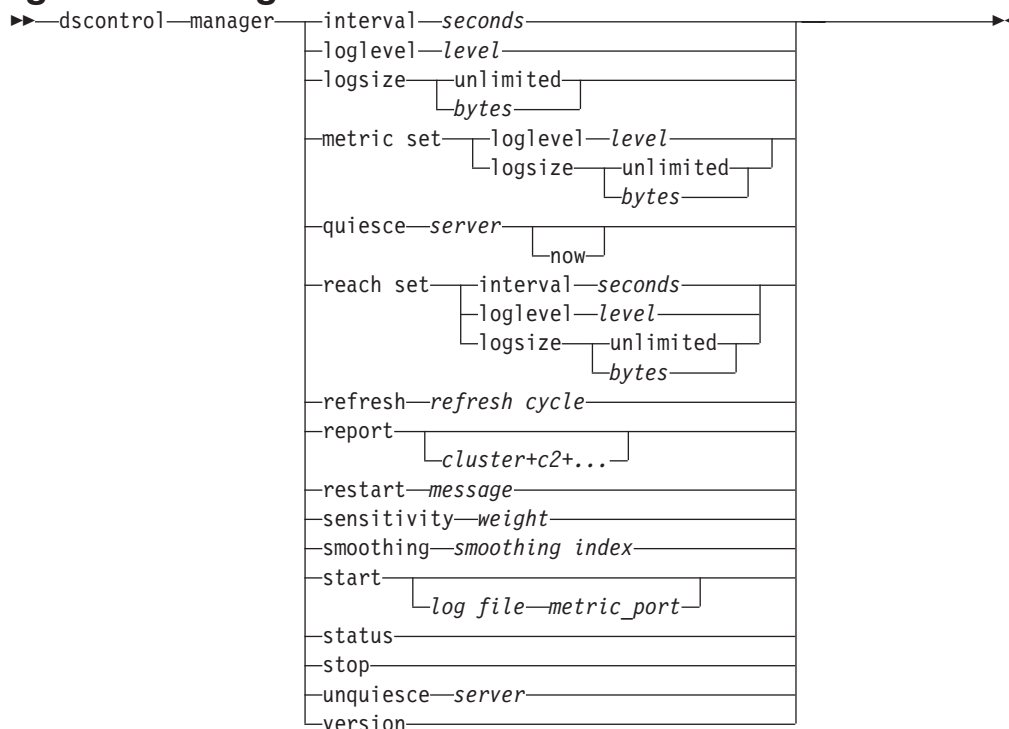 dscontrol manager interval seconds
loglevel level
logsize unlimited
bytes
metric set loglevel level
logsize unlimited
bytes
quiesce server
now
reach set interval seconds
loglevel level
logsize unlimited
bytes
refresh refresh cycle
report
cluster+c2+...
restart message
sensitivity weight
smoothing smoothing index
start
log file metric_port
status
stop
unquiesce server
version